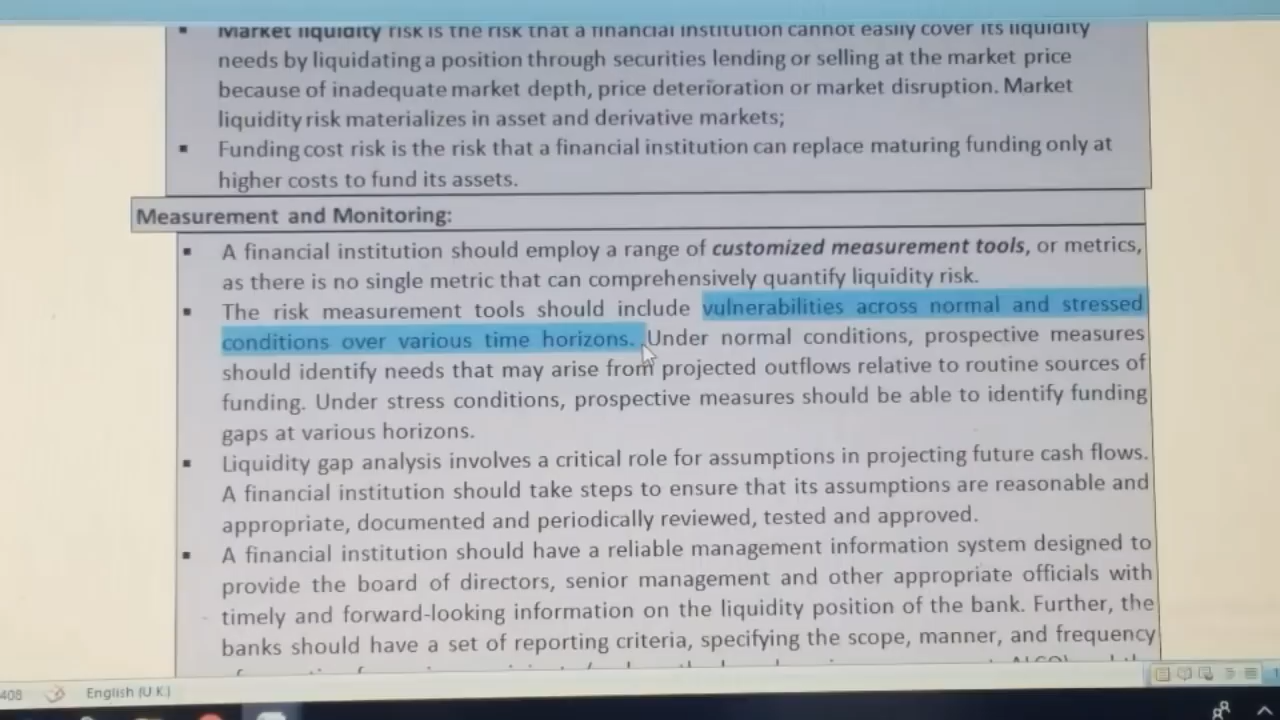 ▪ Market liquidity risk is the risk that a financial institution cannot easily cover its liquidity
needs by liquidating a position through securities lending or selling at the market price
because of inadequate market depth, price deterioration or market disruption. Market
liquidity risk materializes in asset and derivative markets;
▪ Funding cost risk is the risk that a financial institution can replace maturing funding only at
higher costs to fund its assets.
Measurement and Monitoring:
▪ A financial institution should employ a range of customized measurement tools, or metrics,
as there is no single metric that can comprehensively quantify liquidity risk.
▪ The risk measurement tools should include vulnerabilities across normal and stressed
conditions over various time horizons. Under normal conditions, prospective measures
should identify needs that may arise from projected outflows relative to routine sources of
funding. Under stress conditions, prospective measures should be able to identify funding
gaps at various horizons.
▪ Liquidity gap analysis involves a critical role for assumptions in projecting future cash flows.
A financial institution should take steps to ensure that its assumptions are reasonable and
appropriate, documented and periodically reviewed, tested and approved.
▪ A financial institution should have a reliable management information system designed to
provide the board of directors, senior management and other appropriate officials with
timely and forward-looking information on the liquidity position of the bank. Further, the
banks should have a set of reporting criteria, specifying the scope, manner, and frequency
408 English (U.K.)